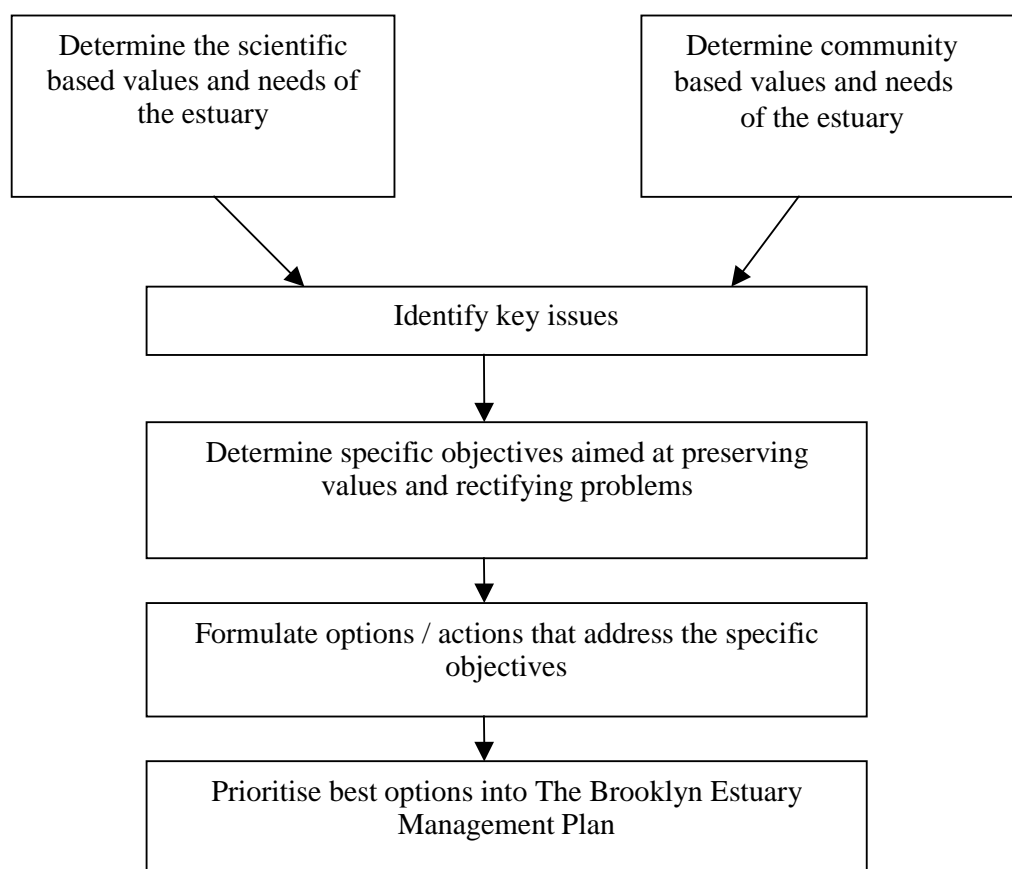 Determine the scientific
based values and needs of
the estuary
Determine community
based values and needs
of the estuary
Identify key issues
Determine specific objectives aimed at preserving
values and rectifying problems
Formulate options / actions that address the specific
objectives
Prioritise best options into The Brooklyn Estuary
Management Plan